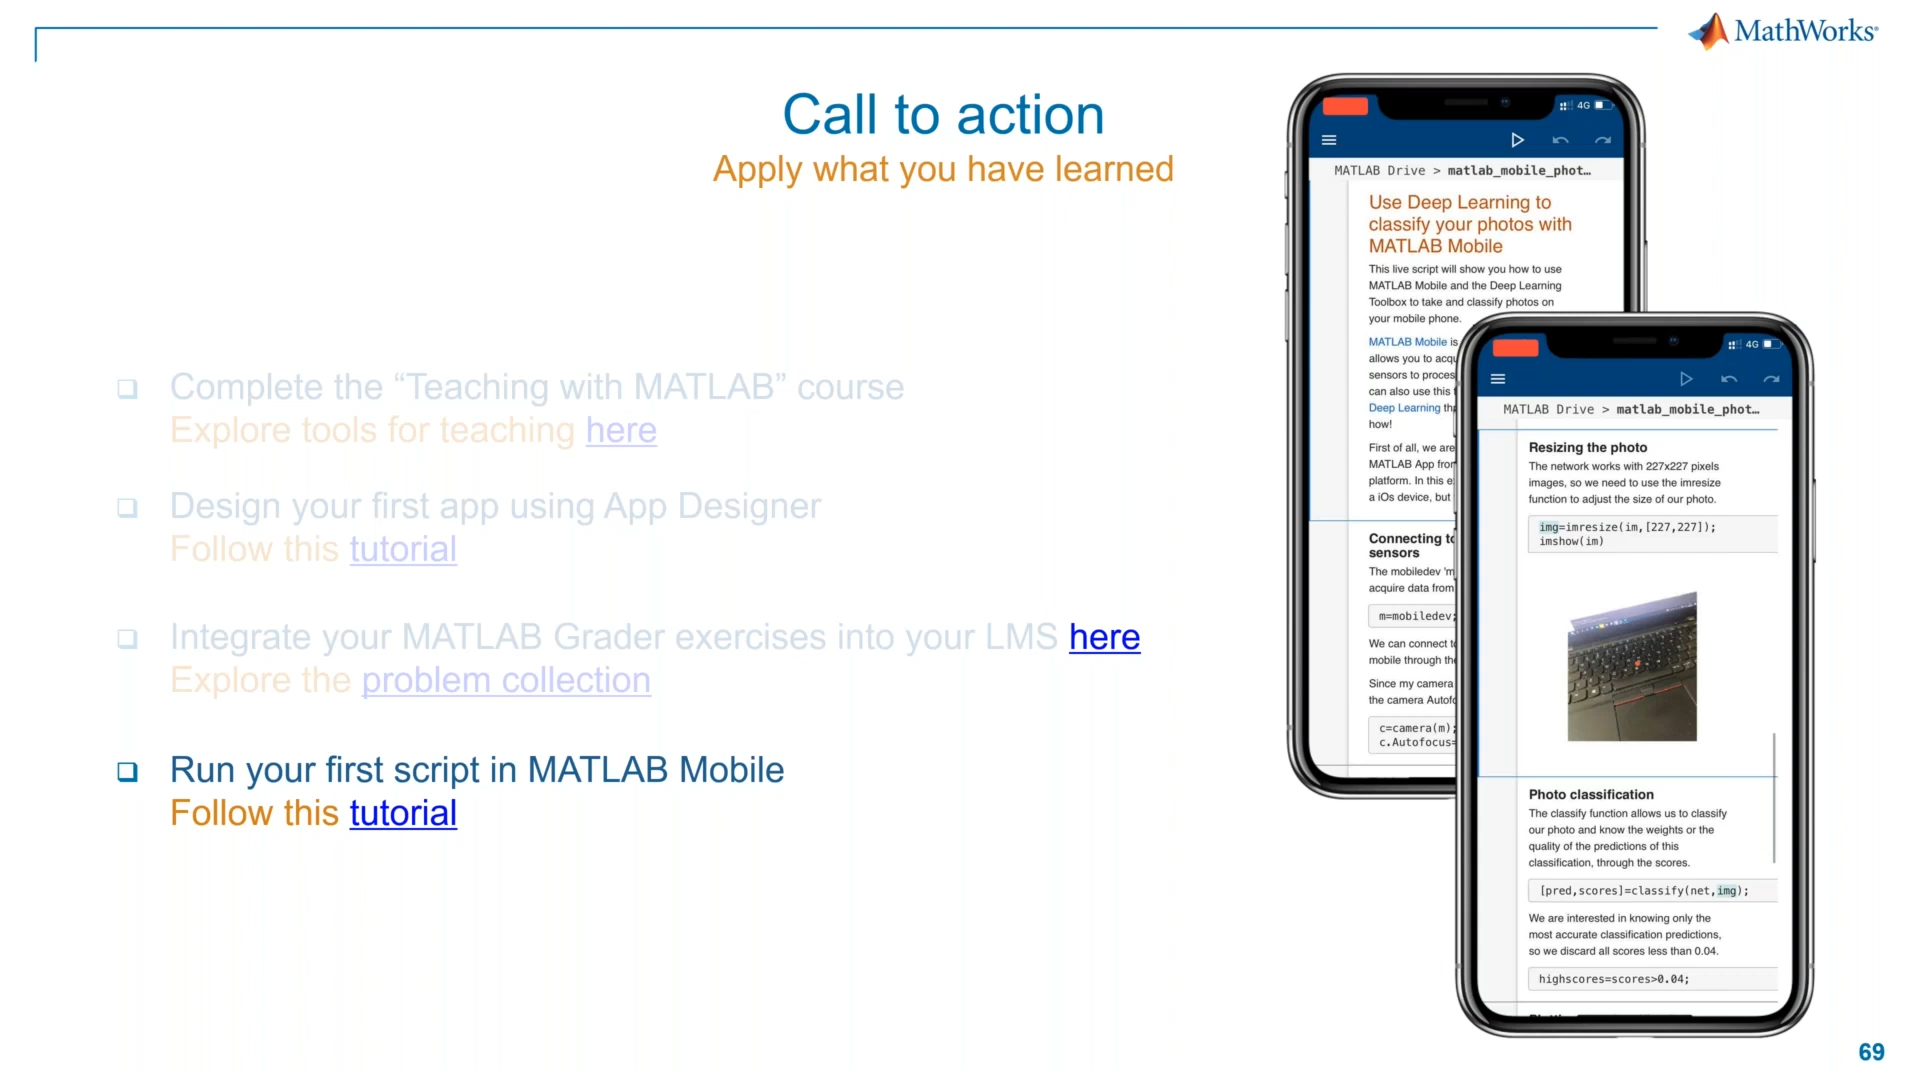 MathWorks®
Call to action
Apply what you have learned
❑ Complete the “Teaching with MATLAB” course
Explore tools for teaching here
❑ Design your first app using App Designer
Follow this tutorial
❑ Integrate your MATLAB Grader exercises into your LMS here
Explore the problem collection
❑ Run your first script in MATLAB Mobile
Follow this tutorial
4G
MATLAB Drive > matlab_mobile_phot…
Use Deep Learning to
classify your photos with
MATLAB Mobile
This live script will show you how to use
MATLAB Mobile and the Deep Learning
Toolbox to take and classify photos on
your mobile phone.
MATLAB Mobile is
allows you to acqu
sensors to proces
can also use this
Deep Learning
how!
First of all, we are
MATLAB App fron
platform. In this e
a iOs device, but
Connecting to
sensors
The mobiledev 'm
acquire data from
m=mobiledev;
We can connect to
mobile through the
Since my camera
the camera Autofo
c=camera(m);
c.Autofocus=
4G
MATLAB Drive > matlab_mobile_phot…
Resizing the photo
The network works with 227x227 pixels
images, so we need to use the imresize
function to adjust the size of our photo.
img=imresize(im,[227,227]);
imshow(im)
Photo classification
The classify function allows us to classify
our photo and know the weights or the
quality of the predictions of this
classification, through the scores.
[pred,scores]=classify(net,img);
We are interested in knowing only the
most accurate classification predictions,
so we discard all scores less than 0.04.
highscores=scores>0.04;
69